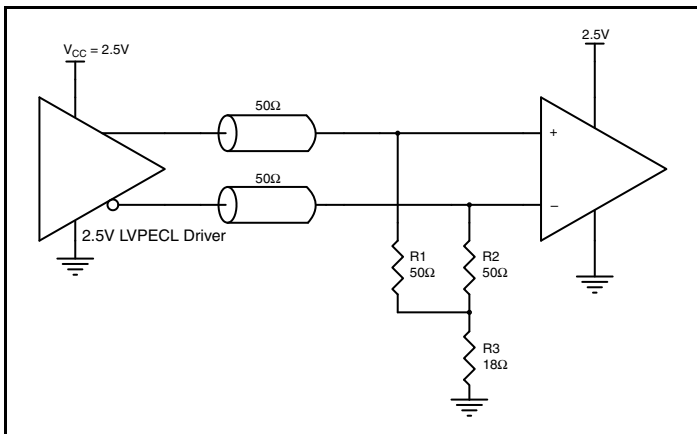 V_CC = 2.5V
2.5V
50Ω
50Ω
+
–
2.5V LVPECL Driver
R1
50Ω
R2
50Ω
R3
18Ω